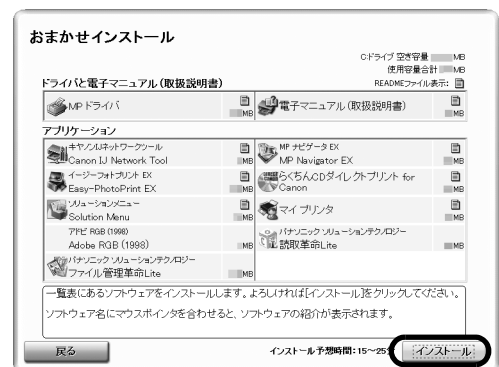 おまかせインストール
Cドライブ 空き容量 MB
使用容量合計 MB
ドライバと電子マニュアル(取扱説明書) READMEファイル表示:
MP ドライバ MB 電子マニュアル(取扱説明書) MB
アプリケーション
キヤノンIJネットワークツール MP ナビゲータ EX
Canon IJ Network Tool MB MP Navigator EX MB
イージーフォトプリント EX らくちんCDダイレクトプリント for
Easy-PhotoPrint EX MB Canon MB
ソリューションメニュー マイ プリンタ
Solution Menu MB MB
アドビ RGB (1998) パナソニック ソリューションテクノロジー
Adobe RGB (1998) MB 読取革命Lite MB
パナソニック ソリューションテクノロジー
ファイル管理革命Lite MB
一覧表にあるソフトウェアをインストールします。よろしければ[インストール]をクリックしてください。
ソフトウェア名にマウスポインタを合わせると、ソフトウェアの紹介が表示されます。
戻る インストール予想時間:15～25分 インストール